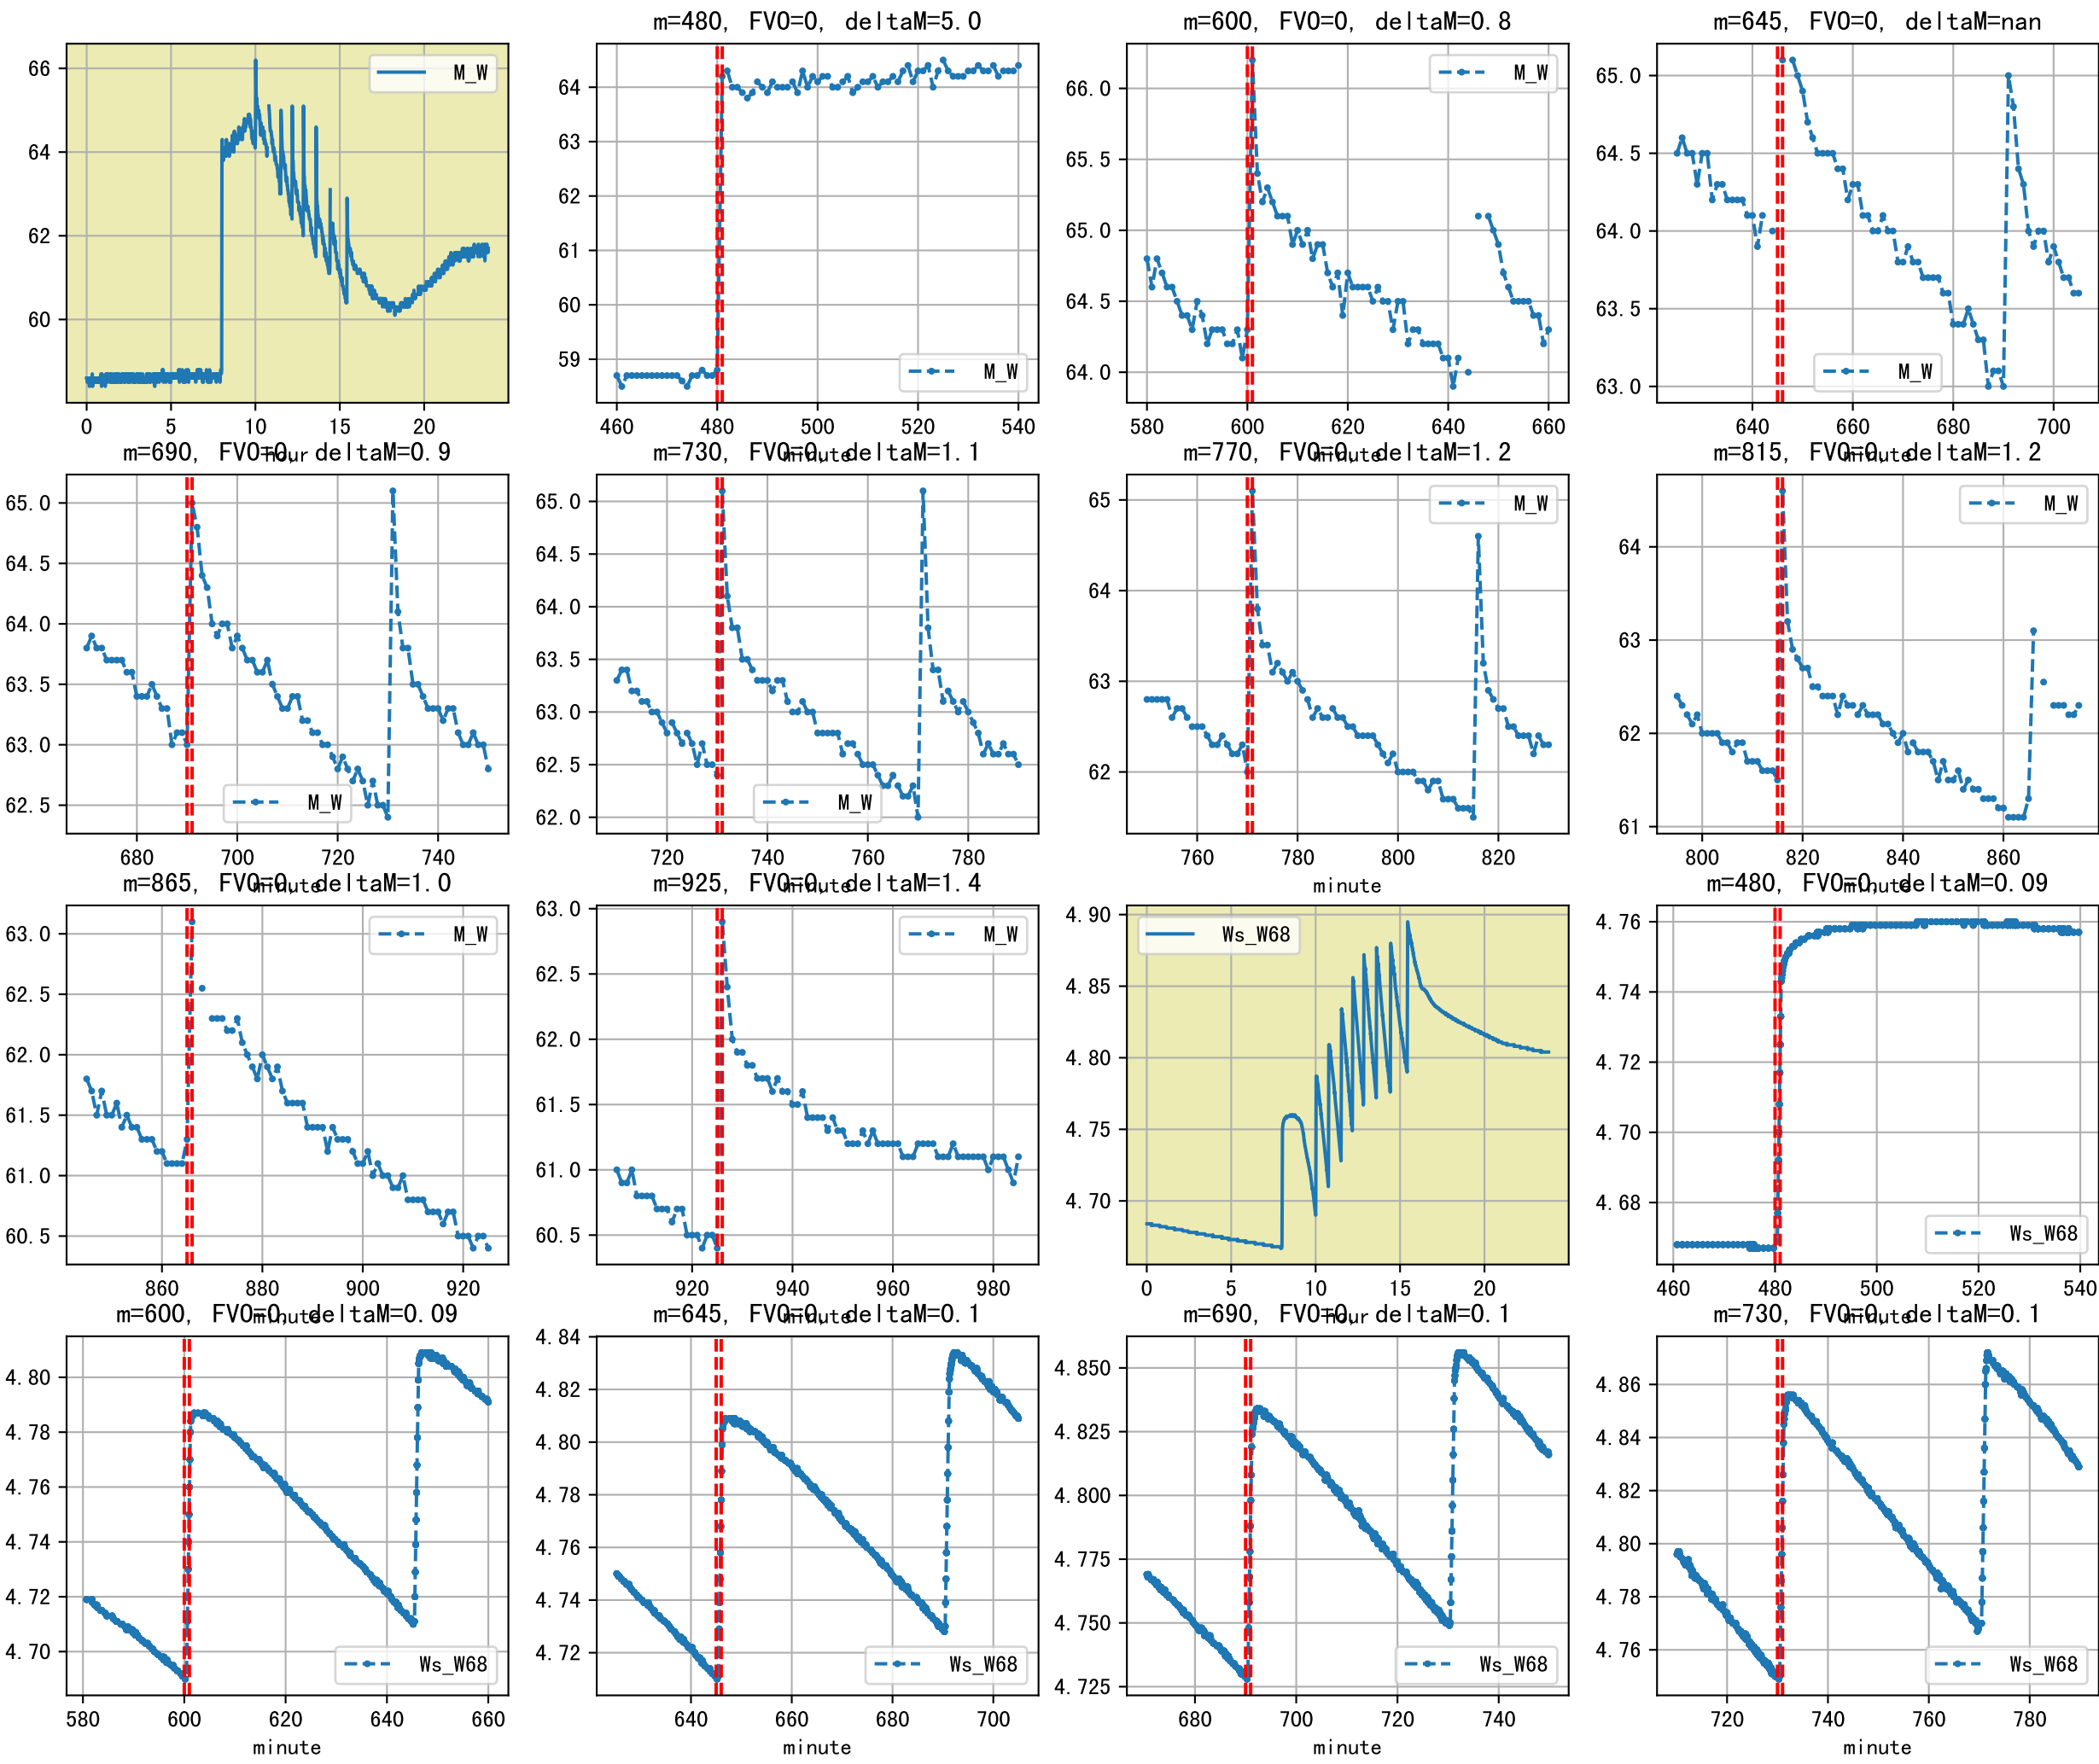 m=480, FVO=0, deltaM=5.0
m=600, FVO=0, deltaM=0.8
m=645, FVO=0, deltaM=nan
66
64
62
60
M_W
0 5 10 15 20
hour
64
63
62
61
60
59
M_W
460 480 500 520 540
minute
66.0
65.5
65.0
64.5
64.0
M_W
580 600 620 640 660
minute
65.0
64.5
64.0
63.5
63.0
M_W
640 660 680 700
minute
m=690, FVO=0, deltaM=0.9
m=730, FVO=0, deltaM=1.1
m=770, FVO=0, deltaM=1.2
m=815, FVO=0, deltaM=1.2
65.0
64.5
64.0
63.5
63.0
62.5
M_W
680 700 720 740
minute
65.0
64.5
64.0
63.5
63.0
62.5
62.0
M_W
720 740 760 780
minute
65
64
63
62
M_W
760 780 800 820
minute
64
63
62
61
M_W
800 820 840 860
minute
m=865, FVO=0, deltaM=1.0
m=925, FVO=0, deltaM=1.4
m=480, FVO=0, deltaM=0.09
63.0
62.5
62.0
61.5
61.0
60.5
M_W
860 880 900 920
minute
63.0
62.5
62.0
61.5
61.0
60.5
M_W
920 940 960 980
minute
4.90
4.85
4.80
4.75
4.70
Ws_W68
0 5 10 15 20
hour
4.76
4.74
4.72
4.70
4.68
Ws_W68
460 480 500 520 540
minute
m=600, FVO=0, deltaM=0.09
m=645, FVO=0, deltaM=0.1
m=690, FVO=0, deltaM=0.1
m=730, FVO=0, deltaM=0.1
4.80
4.78
4.76
4.74
4.72
4.70
Ws_W68
580 600 620 640 660
minute
4.84
4.82
4.80
4.78
4.76
4.74
4.72
Ws_W68
640 660 680 700
minute
4.850
4.825
4.800
4.775
4.750
4.725
Ws_W68
680 700 720 740
minute
4.86
4.84
4.82
4.80
4.78
4.76
Ws_W68
720 740 760 780
minute